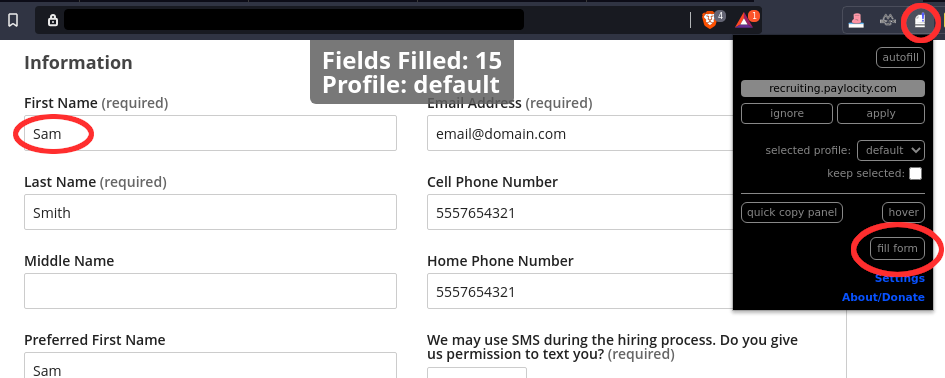 4
1
Fields Filled: 15
Profile: default
Information
First Name (required)
Sam
Email Address (required)
email@domain.com
Last Name (required)
Smith
Cell Phone Number
5557654321
Middle Name
Home Phone Number
5557654321
Preferred First Name
Sam
We may use SMS during the hiring process. Do you give
us permission to text you? (required)
autofill
recruiting.paylocity.com
ignore
apply
selected profile: default
keep selected:
quick copy panel
hover
fill form
Settings
About/Donate